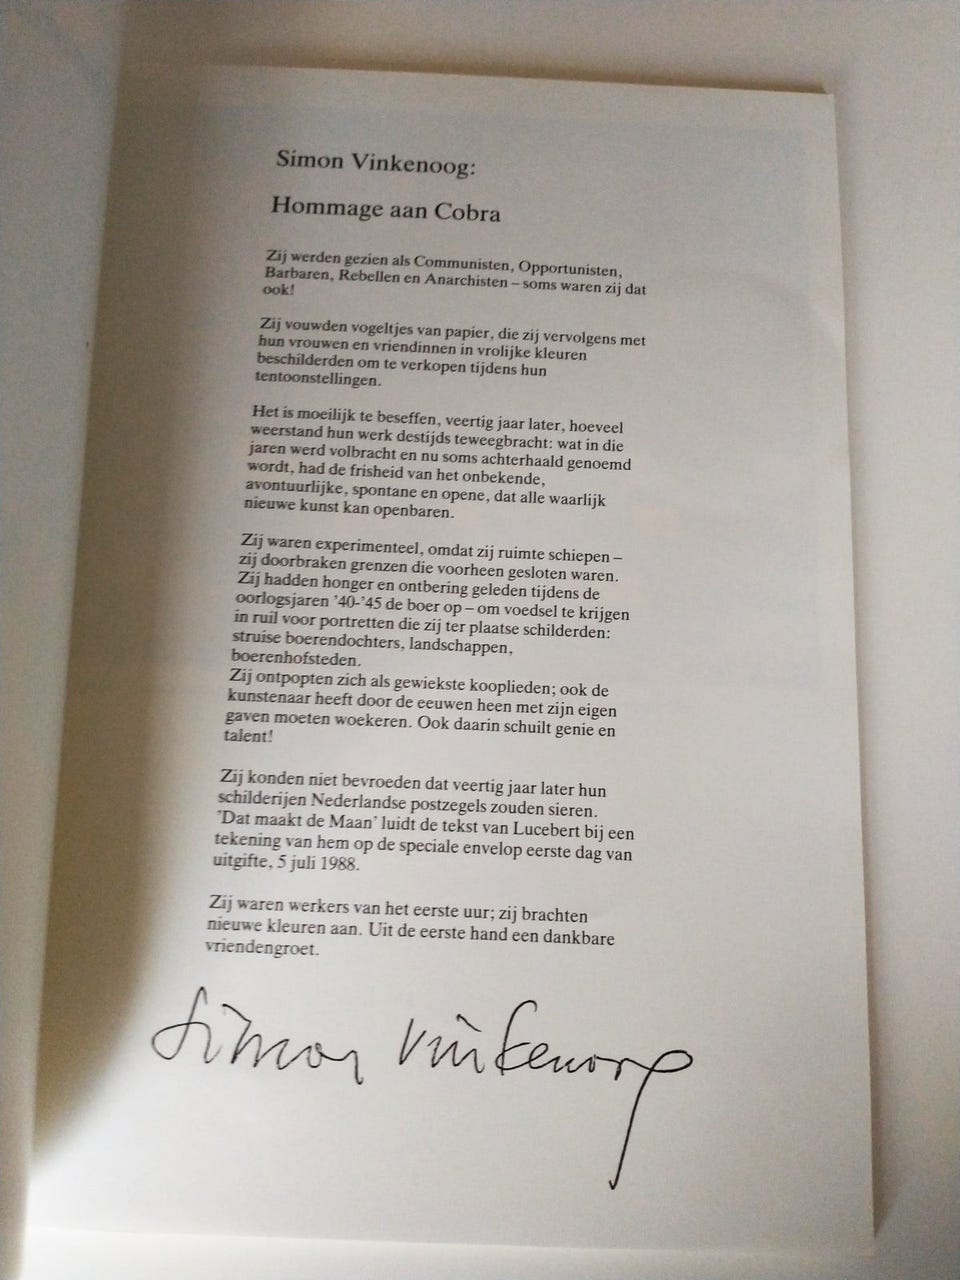 Simon Vinkenoog:
Hommage aan Cobra
Zij werden gezien als Communisten, Opportunisten,
Barbaren, Rebellen en Anarchisten – soms waren zij dat
ook!
Zij vouwden vogeltjes van papier, die zij vervolgens met
hun vrouwen en vriendinnen in vrolijke kleuren
beschilderden om te verkopen tijdens hun
tentoonstellingen.
Het is moeilijk te beseffen, veertig jaar later, hoeveel
weerstand hun werk destijds teweegbracht: wat in die
jaren werd volbracht en nu soms achterhaald genoemd
wordt, had de frisheid van het onbekende,
avontuurlijke, spontane en opene, dat alle waarlijk
nieuwe kunst kan openbaren.
Zij waren experimenteel, omdat zij ruimte schiepen –
zij doorbraken grenzen die voorheen gesloten waren.
Zij hadden honger en ontbering geleden tijdens de
oorlogsjaren '40-'45 de boer op – om voedsel te krijgen
in ruil voor portretten die zij ter plaatse schilderden:
struise boerendochters, landschappen,
boerenhofsteden.
Zij ontpopten zich als gewiekste kooplieden; ook de
kunstenaar heeft door de eeuwen heen met zijn eigen
gaven moeten woekeren. Ook daarin schuilt genie en
talent!
Zij konden niet bevroeden dat veertig jaar later hun
schilderijen Nederlandse postzegels zouden sieren.
'Dat maakt de Maan' luidt de tekst van Lucebert bij een
tekening van hem op de speciale envelop eerste dag van
uitgifte, 5 juli 1988.
Zij waren werkers van het eerste uur; zij brachten
nieuwe kleuren aan. Uit de eerste hand een dankbare
vriendengroet.
Simon Vinkenoog